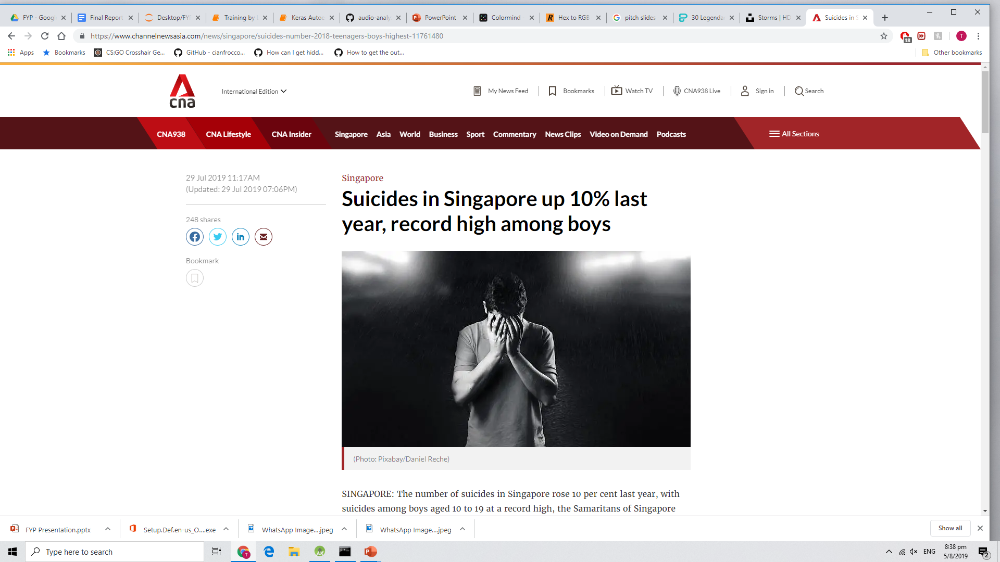 FYP - Googl
Final Report
Desktop/FYP
Training by
Keras Autoe
audio-analy
PowerPoint
Colormind -
Hex to RGB
pitch slides
30 Legenda
Storms | HD
Suicides in S
https://www.channelnewsasia.com/news/singapore/suicides-number-2018-teenagers-boys-highest-11761480
18
T
Apps
Bookmarks
CS:GO Crosshair Ge...
GitHub - cianfrocco...
How can I get hidd...
How to get the out...
Other bookmarks
cna
International Edition
My News Feed
Bookmarks
Watch TV
CNA938 Live
Sign in
Search
CNA938
CNA Lifestyle
CNA Insider
Singapore
Asia
World
Business
Sport
Commentary
News Clips
Video on Demand
Podcasts
All Sections
29 Jul 2019 11:17AM
(Updated: 29 Jul 2019 07:06PM)
248 shares
Bookmark
Singapore
Suicides in Singapore up 10% last
year, record high among boys
(Photo: Pixabay/Daniel Reche)
SINGAPORE: The number of suicides in Singapore rose 10 per cent last year, with
suicides among boys aged 10 to 19 at a record high, the Samaritans of Singapore
FYP Presentation.pptx
Setup.Def.en-us_O....exe
WhatsApp Image....jpeg
WhatsApp Image....jpeg
Show all
Type here to search
ENG
8:38 pm
5/8/2019
2